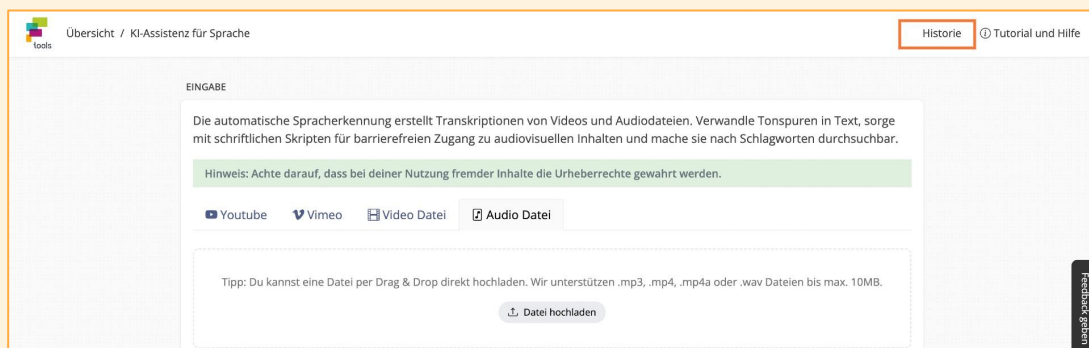 tools
Übersicht / KI-Assistenz für Sprache
Historie
Tutorial und Hilfe
EINGABE
Die automatische Spracherkennung erstellt Transkriptionen von Videos und Audiodateien. Verwandle Tonspuren in Text, sorge
mit schriftlichen Skripten für barrierefreien Zugang zu audiovisuellen Inhalten und mache sie nach Schlagworten durchsuchbar.
Hinweis: Achte darauf, dass bei deiner Nutzung fremder Inhalte die Urheberrechte gewahrt werden.
Youtube
Vimeo
Video Datei
Audio Datei
Tipp: Du kannst eine Datei per Drag & Drop direkt hochladen. Wir unterstützen .mp3, .mp4, .mp4a oder .wav Dateien bis max. 10MB.
Datei hochladen
Feedback geben